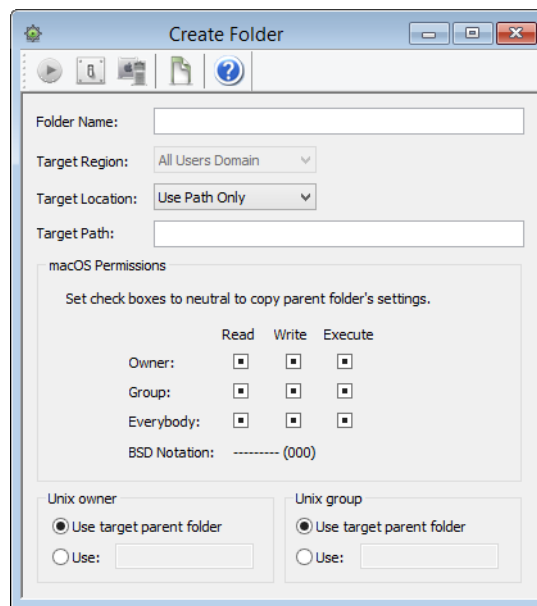 Create Folder
Folder Name:
Target Region: All Users Domain
Target Location: Use Path Only
Target Path:
macOS Permissions
Set check boxes to neutral to copy parent folder's settings.
Read Write Execute
Owner:
Group:
Everybody:
BSD Notation: --------- (000)
Unix owner Unix group
Use target parent folder Use target parent folder
Use: Use: